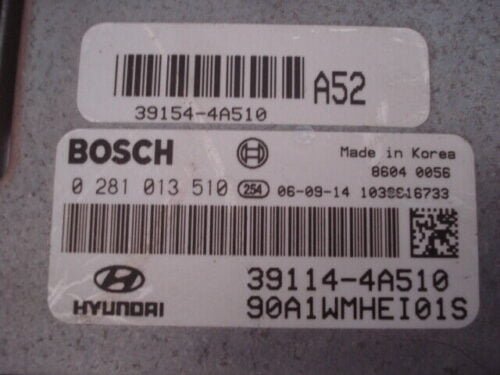 A52
39154-4A510
BOSCH
Made in Korea
8604 0056
0 281 013 510 254 06-09-14
39114-4A510
HYUNDAI
90A1WMHEI01S